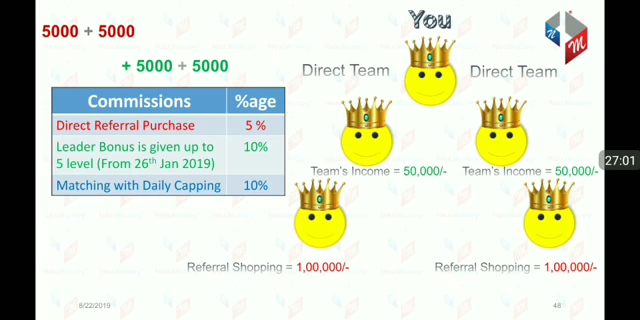 5000 + 5000
You
+ 5000 + 5000
Direct Team
Direct Team
Commissions %age
Direct Referral Purchase 5 %
Leader Bonus is given up to 10%
5 level (From 26th Jan 2019)
Matching with Daily Capping 10%
Team's Income = 50,000/-
Team's Income = 50,000/-
27:01
Referral Shopping = 1,00,000/-
Referral Shopping = 1,00,000/-
8/22/2019
48
N
M